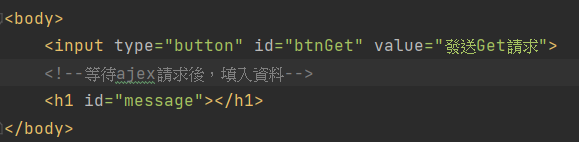 <body>
<input type="button" id="btnGet" value="發送Get請求">
<!--等待ajex請求後，填入資料-->
<h1 id="message"></h1>
</body>